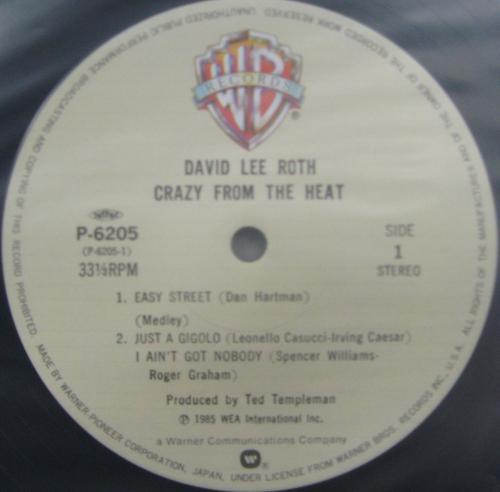 UNAUTHORIZED PUBLIC PERFORMANCE BROADCASTING AND COPYING OF THIS RECORD PROHIBITED
ALL RIGHTS OF THE MANUFACTURER AND OF THE OWNER OF THE RECORDED WORK RESERVED
RECORDS
DAVID LEE ROTH
CRAZY FROM THE HEAT
P-6205
(P-6205-1)
33⅓RPM
SIDE
1
STEREO
1. EASY STREET (Dan Hartman)
(Medley)
2. JUST A GIGOLO (Leonello Casucci-Irving Caesar)
I AIN'T GOT NOBODY (Spencer Williams-
Roger Graham)
Produced by Ted Templeman
Ⓟ 1985 WEA International Inc.
a Warner Communications Company
MADE BY WARNER-PIONEER CORPORATION, JAPAN, UNDER LICENSE FROM WARNER BROS. RECORDS INC., U.S.A.